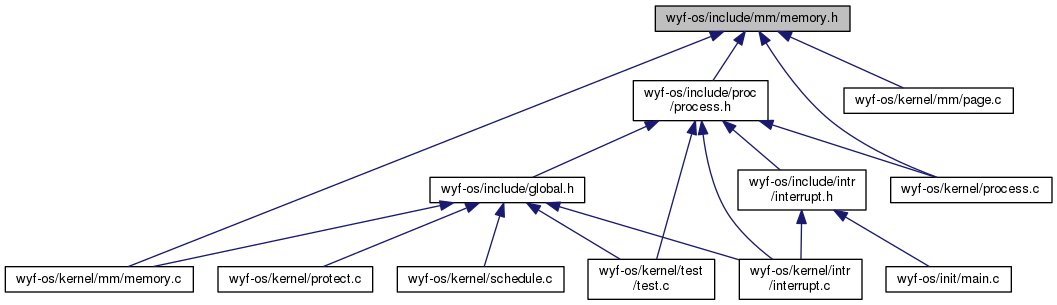 wyf-os/include/mm/memory.h
wyf-os/include/proc
/process.h
wyf-os/kernel/mm/page.c
wyf-os/include/global.h
wyf-os/include/intr
/interrupt.h
wyf-os/kernel/process.c
wyf-os/kernel/mm/memory.c
wyf-os/kernel/protect.c
wyf-os/kernel/schedule.c
wyf-os/kernel/test
/test.c
wyf-os/kernel/intr
/interrupt.c
wyf-os/init/main.c